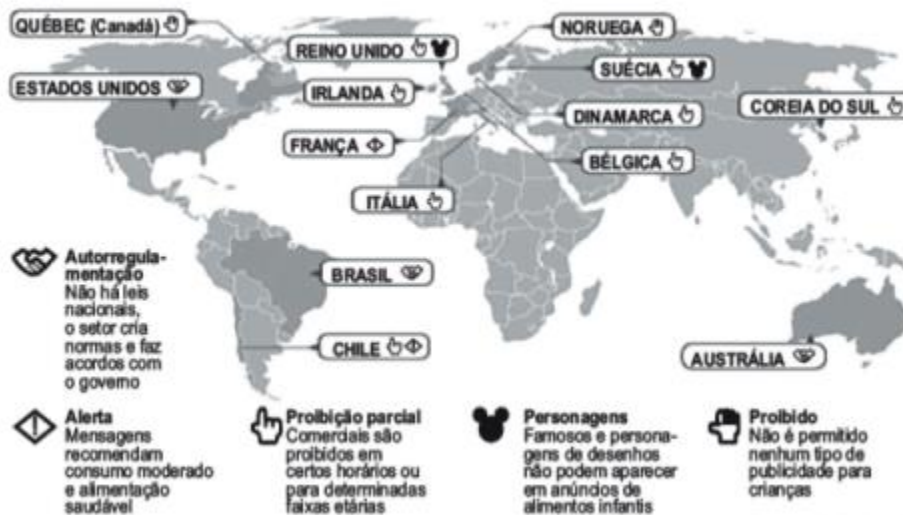 QUÉBEC (Canadá)
NORUEGA
REINO UNIDO
SUÉCIA
ESTADOS UNIDOS
IRLANDA
DINAMARCA
COREIA DO SUL
FRANÇA
BÉLGICA
ITÁLIA
BRASIL
CHILE
AUSTRÁLIA
Autorregula-
mentação
Não há leis
nacionais,
o setor cria
normas e faz
acordos com
o governo
Alerta
Mensagens
recomendam
consumo moderado
e alimentação
saudável
Proibição parcial
Comerciais são
proibidos em
certos horários ou
para determinadas
faixas etárias
Personagens
Famosos e persona-
gens de desenhos
não podem aparecer
em anúncios de
alimentos infantis
Proibido
Não é permitido
nenhum tipo de
publicidade para
crianças